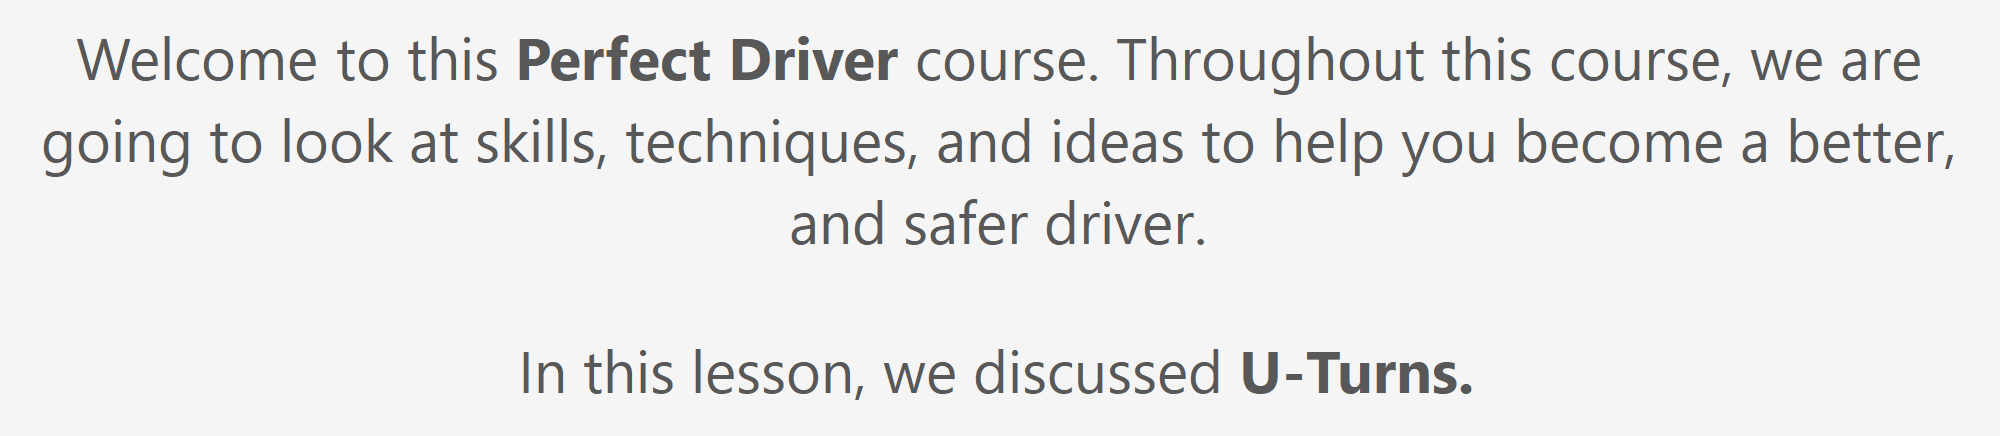 Welcome to this Perfect Driver course. Throughout this course, we are
going to look at skills, techniques, and ideas to help you become a better,
and safer driver.
In this lesson, we discussed U-Turns.